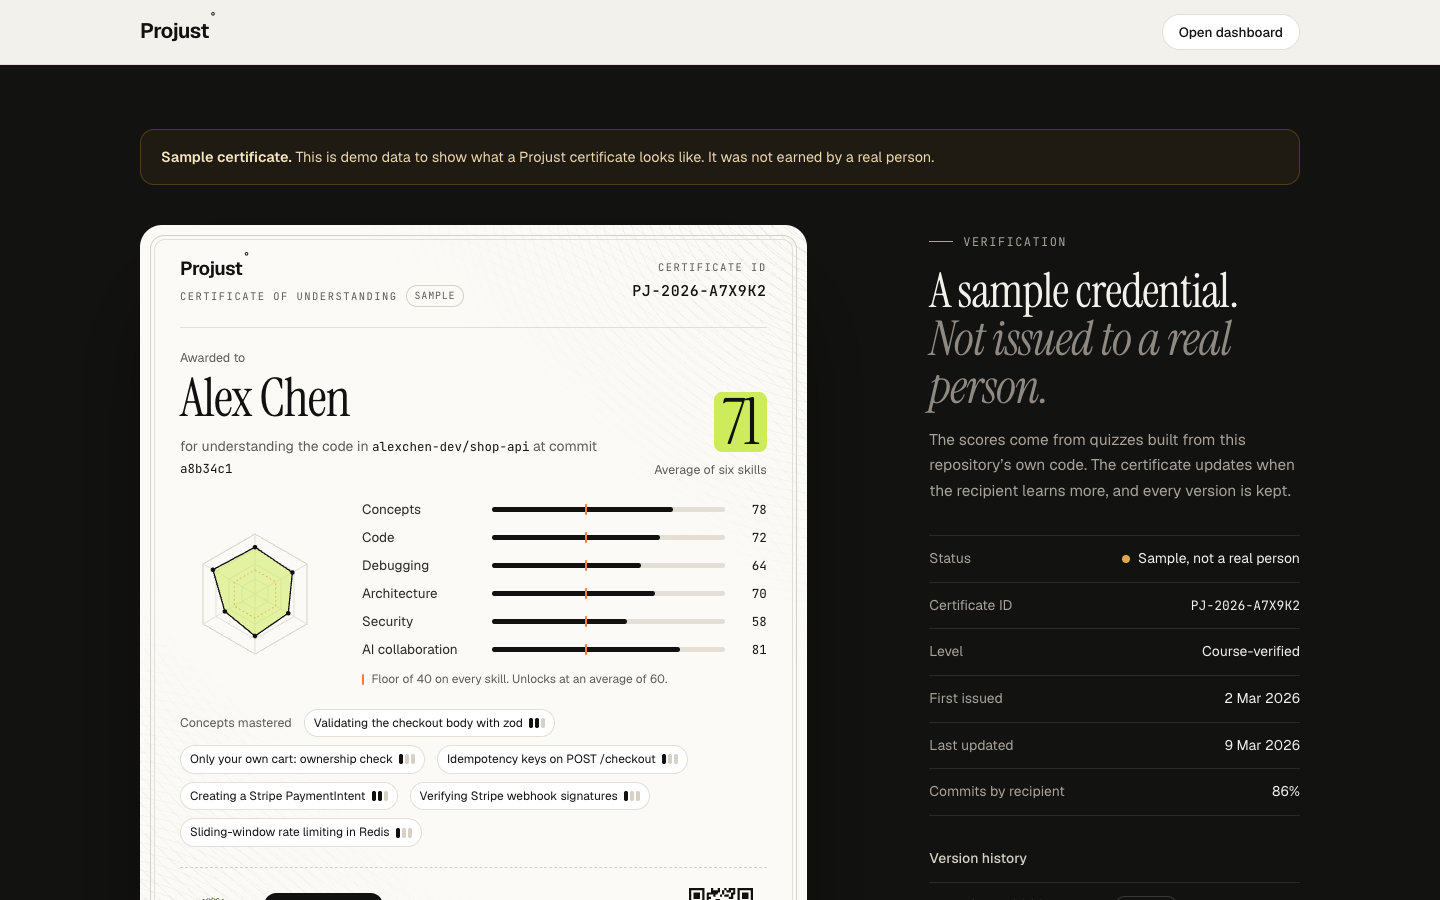 Projust°
Open dashboard
Sample certificate. This is demo data to show what a Projust certificate looks like. It was not earned by a real person.
Projust°
CERTIFICATE OF UNDERSTANDING SAMPLE
CERTIFICATE ID
PJ-2026-A7X9K2
Awarded to
Alex Chen
for understanding the code in alexchen-dev/shop-api at commit
a8b34c1
71
Average of six skills
Concepts 78
Code 72
Debugging 64
Architecture 70
Security 58
AI collaboration 81
Floor of 40 on every skill. Unlocks at an average of 60.
Concepts mastered Validating the checkout body with zod
Only your own cart: ownership check Idempotency keys on POST /checkout
Creating a Stripe PaymentIntent Verifying Stripe webhook signatures
Sliding-window rate limiting in Redis
VERIFICATION
A sample credential.
Not issued to a real
person.
The scores come from quizzes built from this
repository’s own code. The certificate updates when
the recipient learns more, and every version is kept.
Status Sample, not a real person
Certificate ID PJ-2026-A7X9K2
Level Course-verified
First issued 2 Mar 2026
Last updated 9 Mar 2026
Commits by recipient 86%
Version history